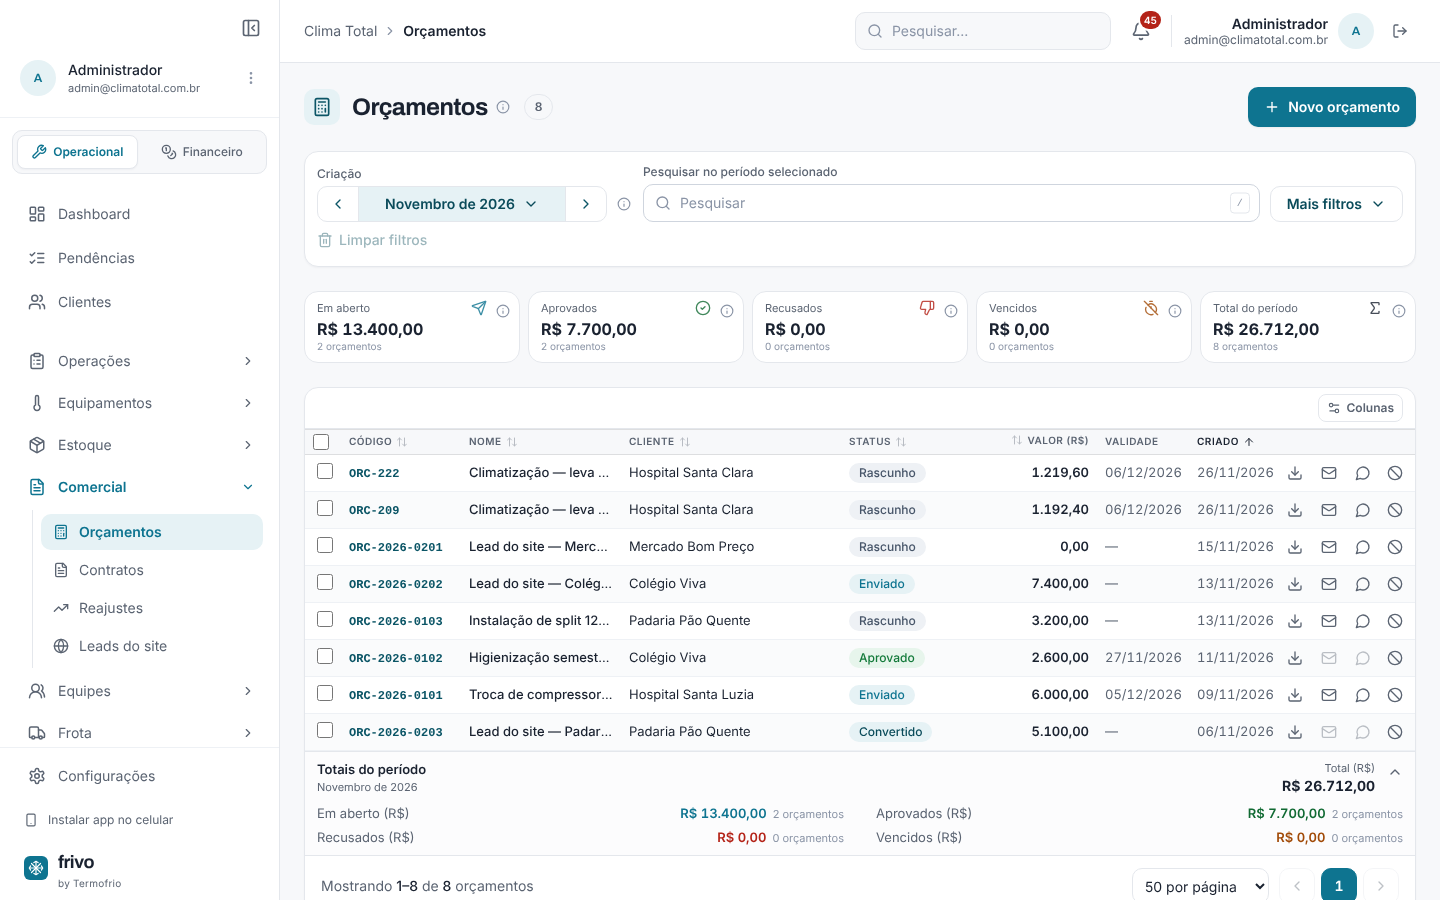 Administrador
admin@climatotal.com.br
Operacional
Financeiro
Dashboard
Pendências
Clientes
Operações
Equipamentos
Estoque
Comercial
Orçamentos
Contratos
Reajustes
Leads do site
Equipes
Frota
Configurações
Instalar app no celular
frivo
by Termofrio
Clima Total > Orçamentos
Pesquisar...
45
Administrador
admin@climatotal.com.br
A
A
Orçamentos 8
+ Novo orçamento
Criação
Novembro de 2026
Pesquisar no período selecionado
Pesquisar /
Mais filtros
Limpar filtros
Em aberto
R$ 13.400,00
2 orçamentos
Aprovados
R$ 7.700,00
2 orçamentos
Recusados
R$ 0,00
0 orçamentos
Vencidos
R$ 0,00
0 orçamentos
Total do período
R$ 26.712,00
8 orçamentos
Colunas
CÓDIGO NOME CLIENTE STATUS VALOR (R$) VALIDADE CRIADO
ORC-222 Climatização — leva ... Hospital Santa Clara Rascunho 1.219,60 06/12/2026 26/11/2026
ORC-209 Climatização — leva ... Hospital Santa Clara Rascunho 1.192,40 06/12/2026 26/11/2026
ORC-2026-0201 Lead do site — Merc... Mercado Bom Preço Rascunho 0,00 — 15/11/2026
ORC-2026-0202 Lead do site — Colég... Colégio Viva Enviado 7.400,00 — 13/11/2026
ORC-2026-0103 Instalação de split 12... Padaria Pão Quente Rascunho 3.200,00 — 13/11/2026
ORC-2026-0102 Higienização semest... Colégio Viva Aprovado 2.600,00 27/11/2026 11/11/2026
ORC-2026-0101 Troca de compressor... Hospital Santa Luzia Enviado 6.000,00 05/12/2026 09/11/2026
ORC-2026-0203 Lead do site — Padar... Padaria Pão Quente Convertido 5.100,00 — 06/11/2026
Totais do período
Novembro de 2026
Total (R$)
R$ 26.712,00
Em aberto (R$) R$ 13.400,00 2 orçamentos
Aprovados (R$) R$ 7.700,00 2 orçamentos
Recusados (R$) R$ 0,00 0 orçamentos
Vencidos (R$) R$ 0,00 0 orçamentos
Mostrando 1–8 de 8 orçamentos
50 por página
1